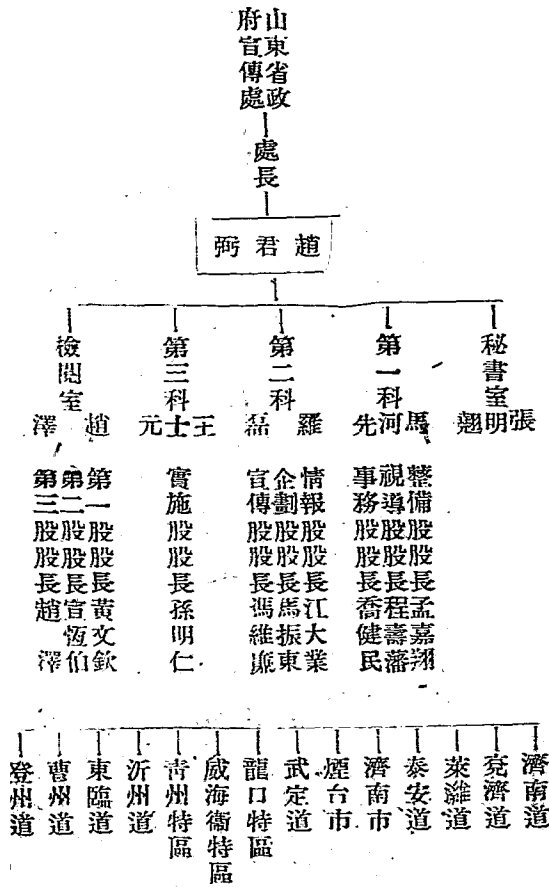 山東省政
府宣傳處
處長
趙君弼
秘書室
張明翹
第一科
馬河先
整備股股長孟嘉翔
視導股股長程壽藩
事務股股長喬健民
第二科
羅磊
情報股股長江大業
企劃股股長馬振東
宣傳股股長馮維廉
第三科
王士元
實施股股長孫明仁
檢閱室
趙澤
第一股股長黃文欽
第二股股長宣恆伯
第三股股長趙澤
濟南道
兗濟道
萊濰道
泰安道
濟南市
煙台市
武定道
龍口特區
威海衞特區
青州特區
沂州道
東臨道
曹州道
登州道